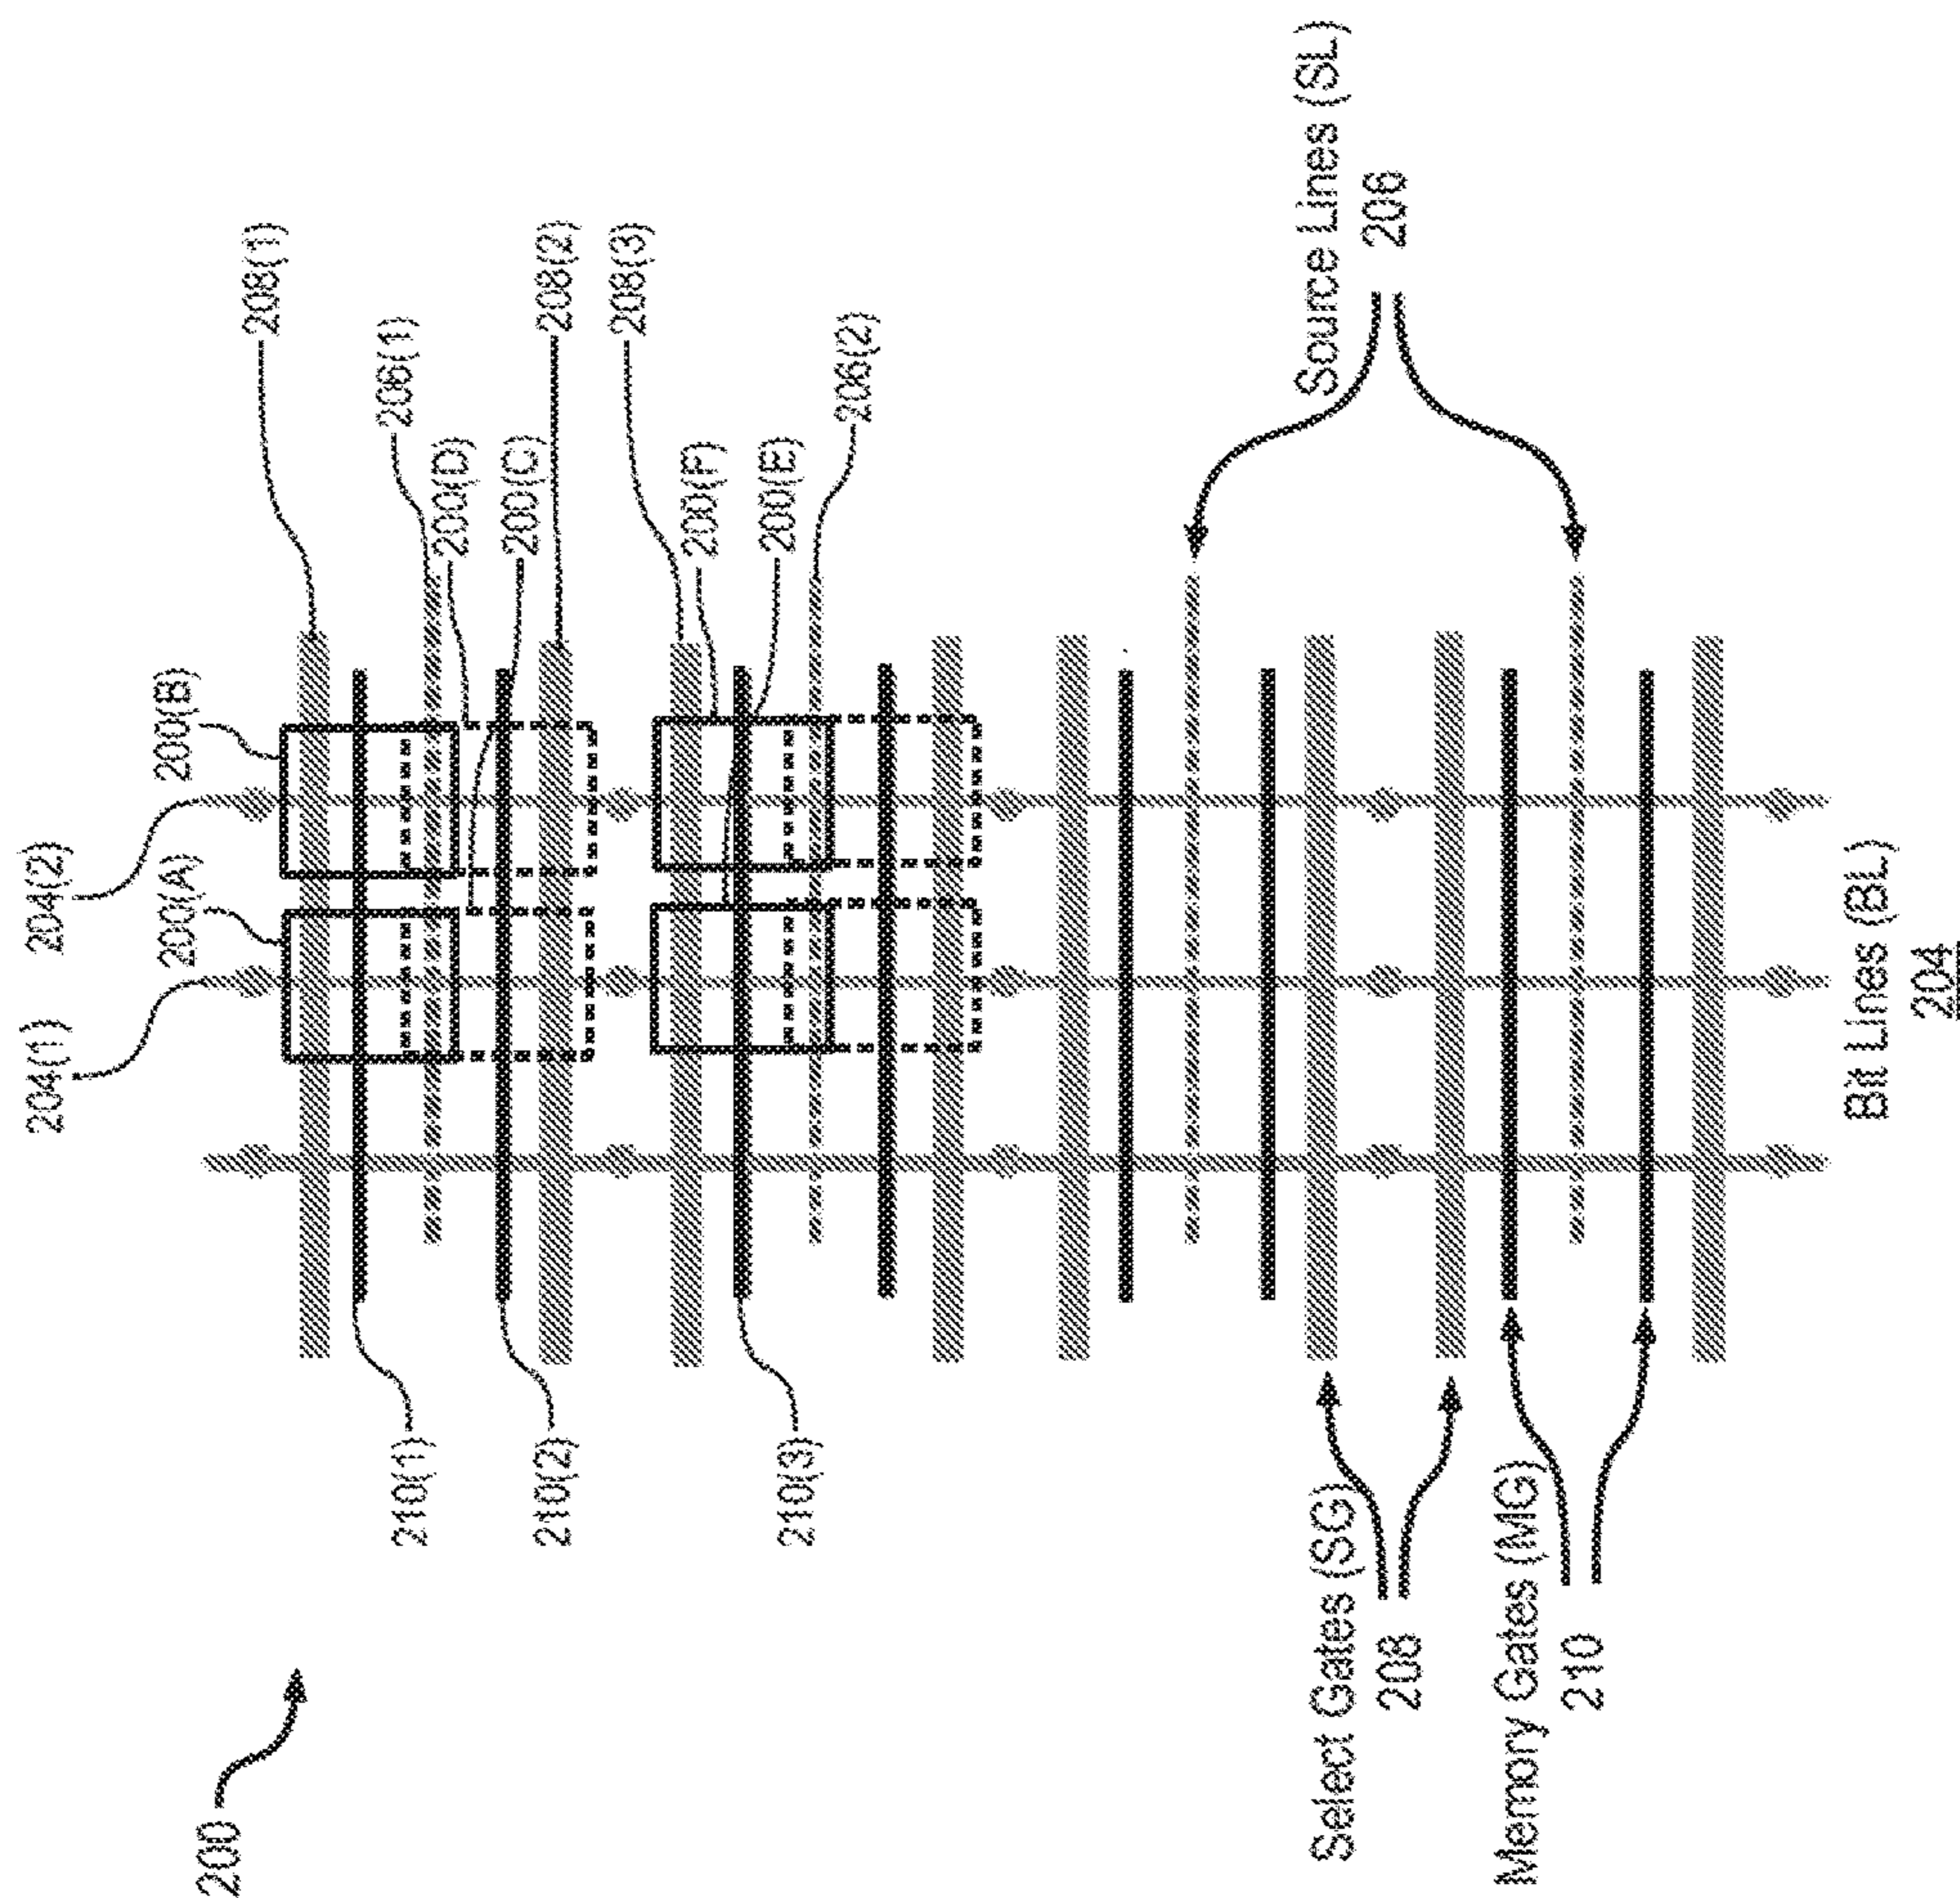 200
204(1)
204(2)
200(A)
200(B)
208(1)
206(1)
200(D)
200(C)
208(2)
208(3)
200(F)
200(E)
206(2)
210(1)
210(2)
210(3)
Source Lines (SL)
206
Select Gates (SG)
208
Memory Gates (MG)
210
Bit Lines (BL)
204